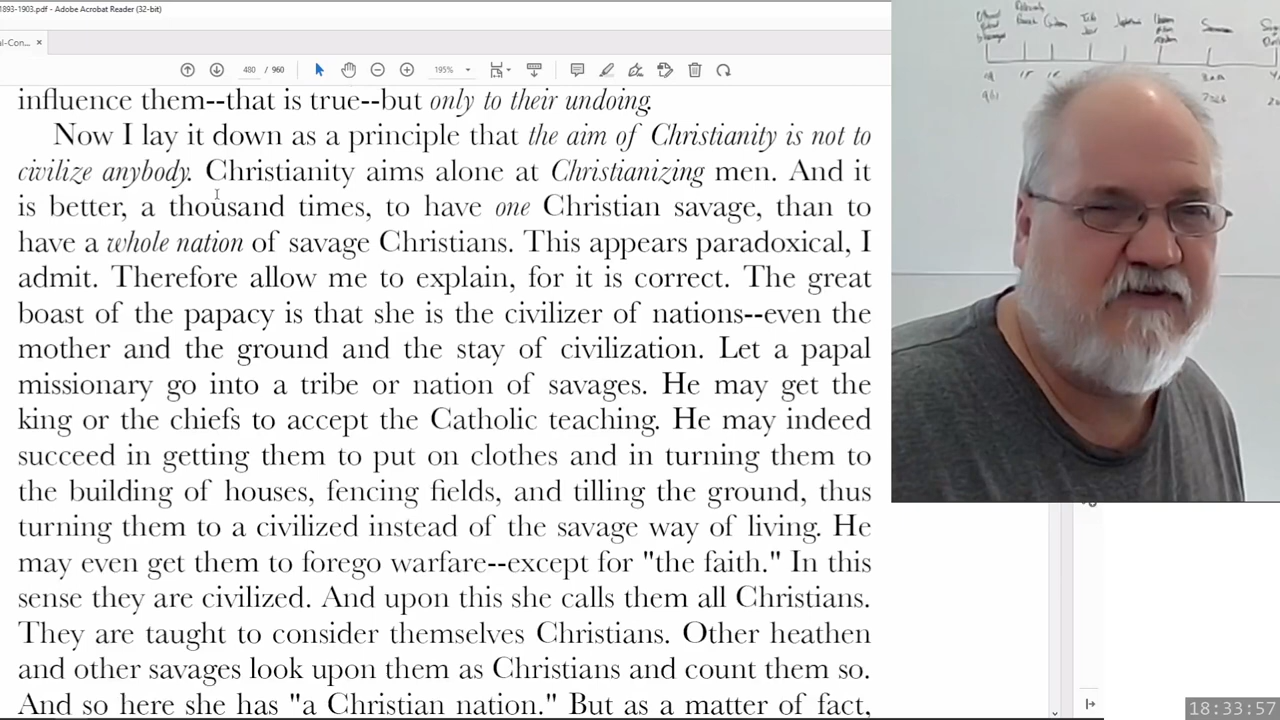 1893-1903.pdf - Adobe Acrobat Reader (32-bit)
al-Con... ×
480 / 960
195%
influence them--that is true--but only to their undoing.
Now I lay it down as a principle that the aim of Christianity is not to
civilize anybody. Christianity aims alone at Christianizing men. And it
is better, a thousand times, to have one Christian savage, than to
have a whole nation of savage Christians. This appears paradoxical, I
admit. Therefore allow me to explain, for it is correct. The great
boast of the papacy is that she is the civilizer of nations--even the
mother and the ground and the stay of civilization. Let a papal
missionary go into a tribe or nation of savages. He may get the
king or the chiefs to accept the Catholic teaching. He may indeed
succeed in getting them to put on clothes and in turning them to
the building of houses, fencing fields, and tilling the ground, thus
turning them to a civilized instead of the savage way of living. He
may even get them to forego warfare--except for "the faith." In this
sense they are civilized. And upon this she calls them all Christians.
They are taught to consider themselves Christians. Other heathen
and other savages look upon them as Christians and count them so.
And so here she has "a Christian nation." But as a matter of fact,
18:33:57